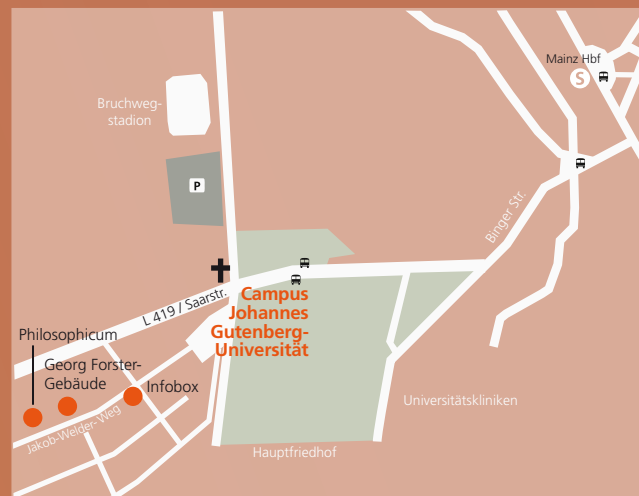 Mainz Hbf
S
Bruchweg-
stadion
P
Binger Str.
L 419 / Saarstr.
Campus
Johannes
Gutenberg-
Universität
Philosophicum
Georg Forster-
Gebäude
Infobox
Jakob-Welder-Weg
Universitätskliniken
Hauptfriedhof